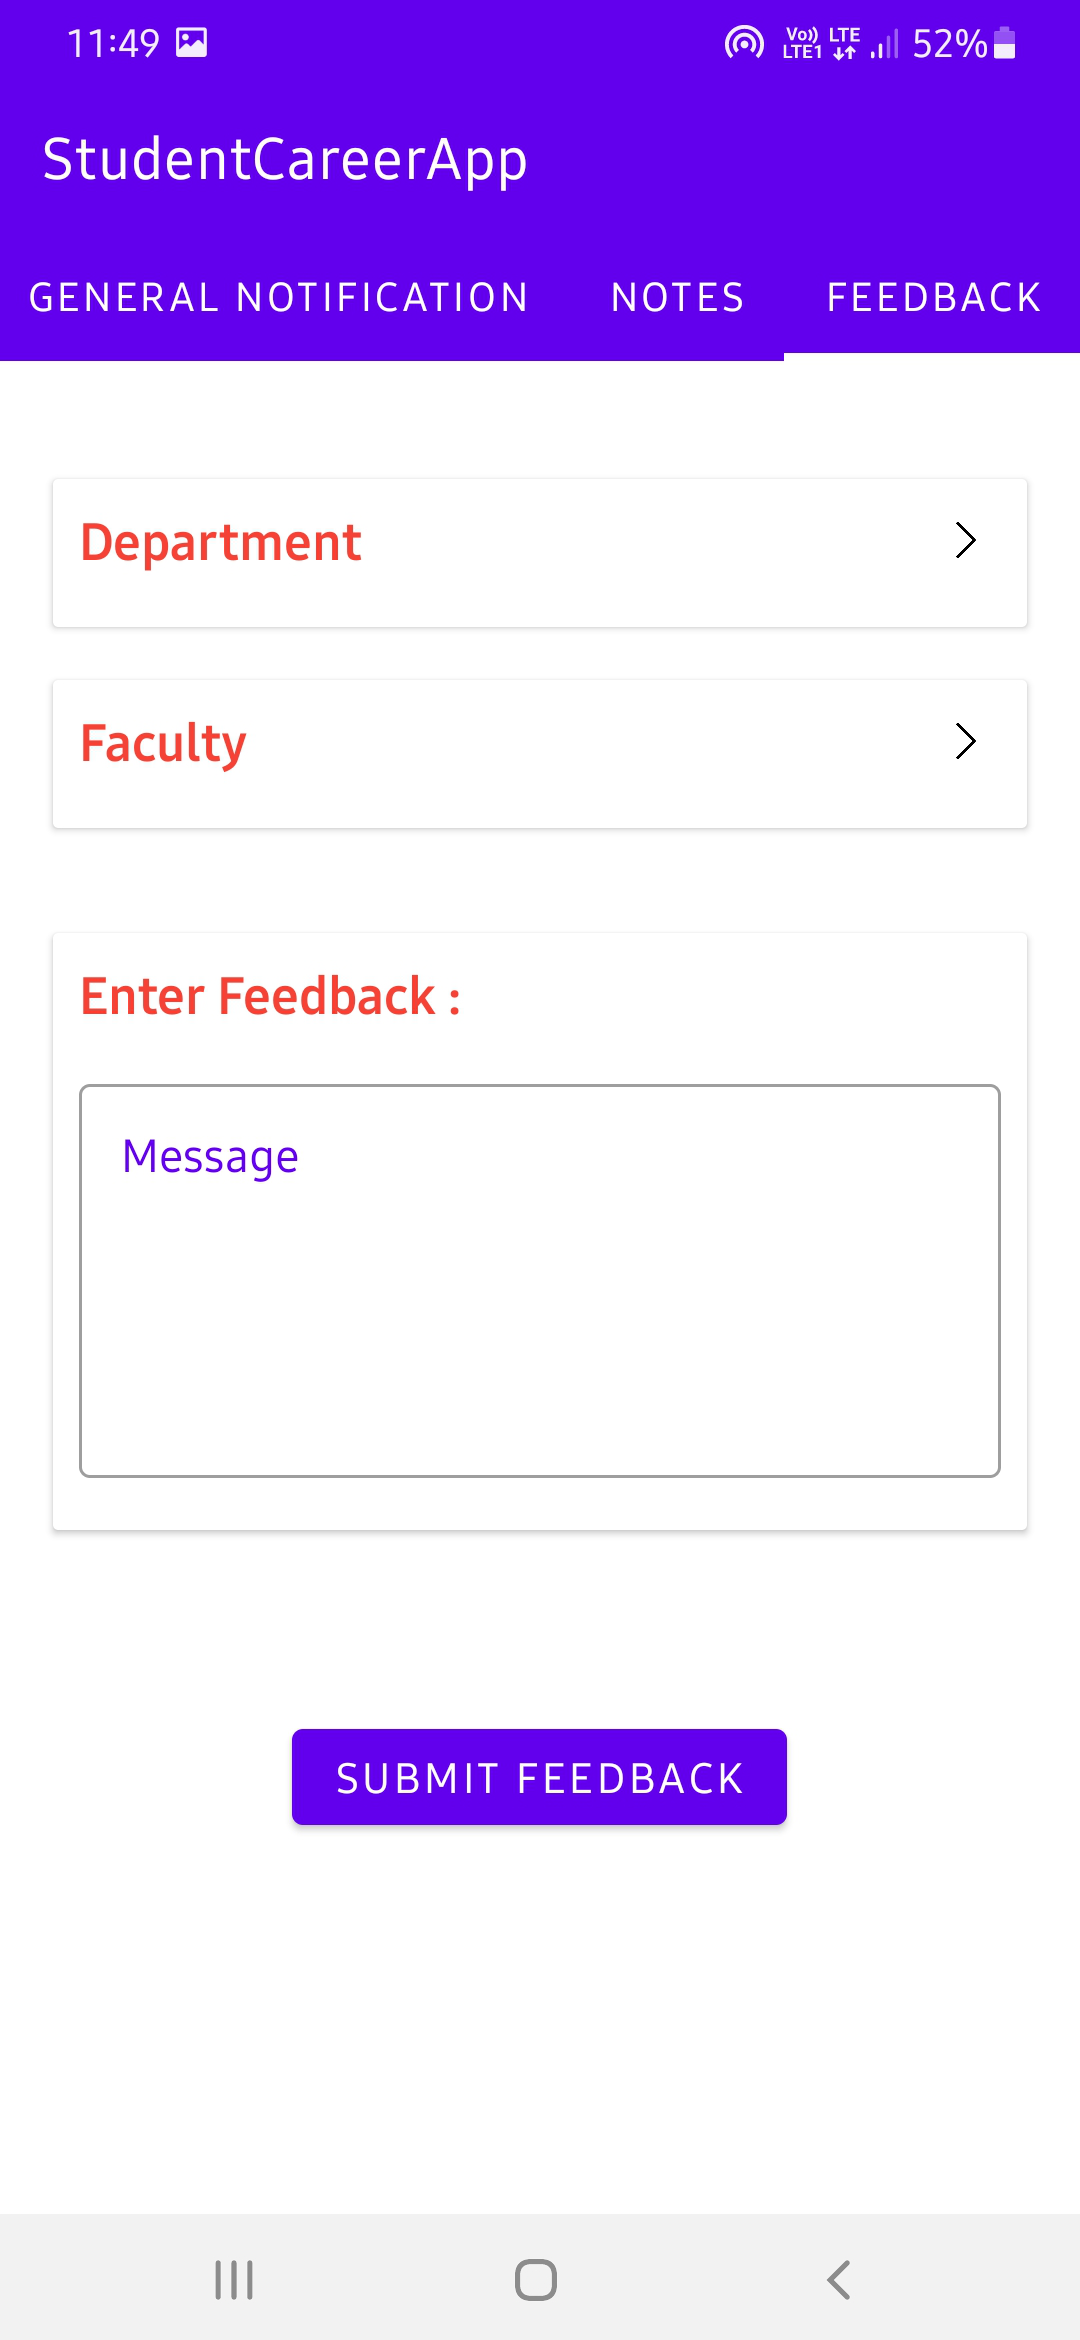 11:49 Vo)) LTE 52%
LTE1
StudentCareerApp
GENERAL NOTIFICATION NOTES FEEDBACK
Department
Faculty
Enter Feedback :
Message
SUBMIT FEEDBACK